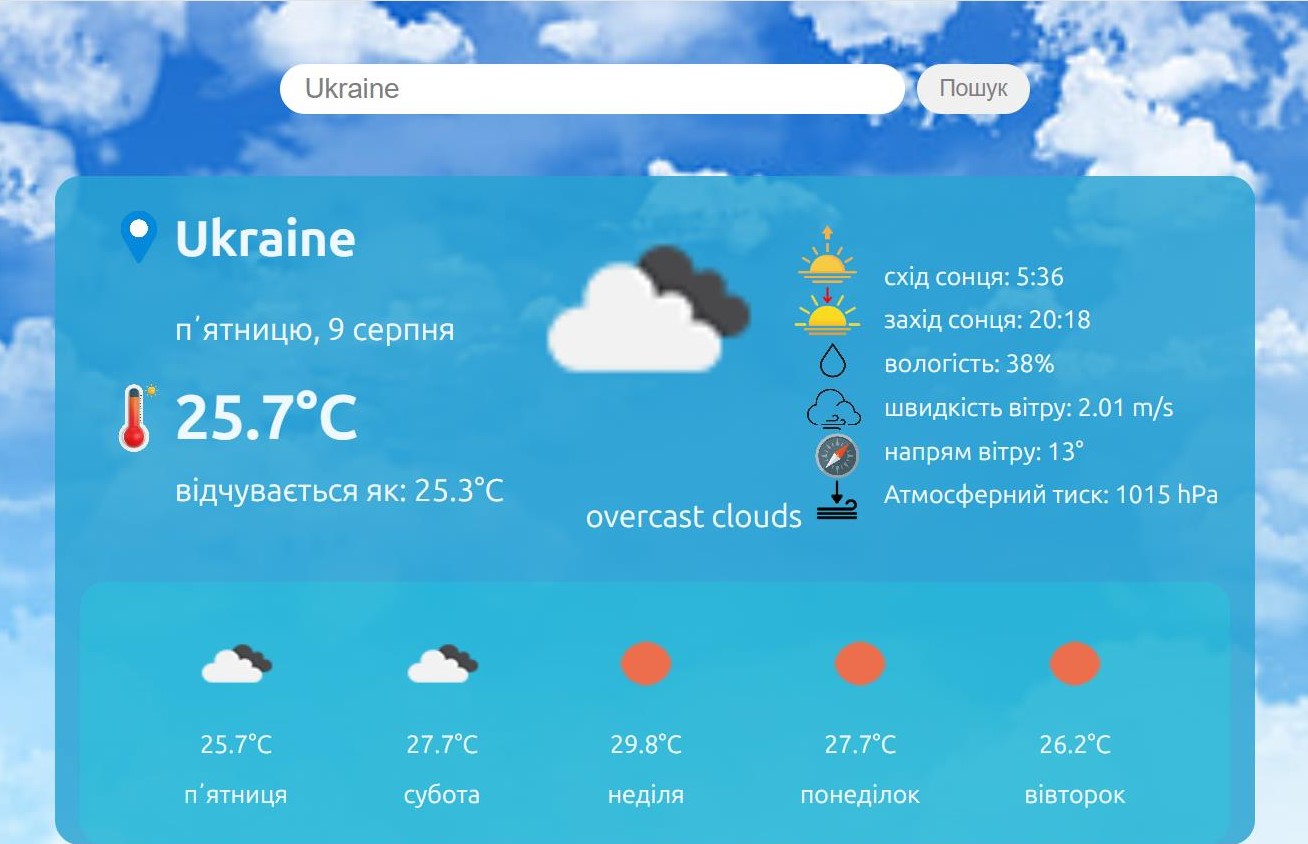 Ukraine
Пошук
Ukraine
п’ятницю, 9 серпня
25.7°C
відчувається як: 25.3°C
overcast clouds
схід сонця: 5:36
захід сонця: 20:18
вологість: 38%
швидкість вітру: 2.01 m/s
напрям вітру: 13°
Атмосферний тиск: 1015 hPa
25.7°C 27.7°C 29.8°C 27.7°C 26.2°C
п’ятниця субота неділя понеділок вівторок